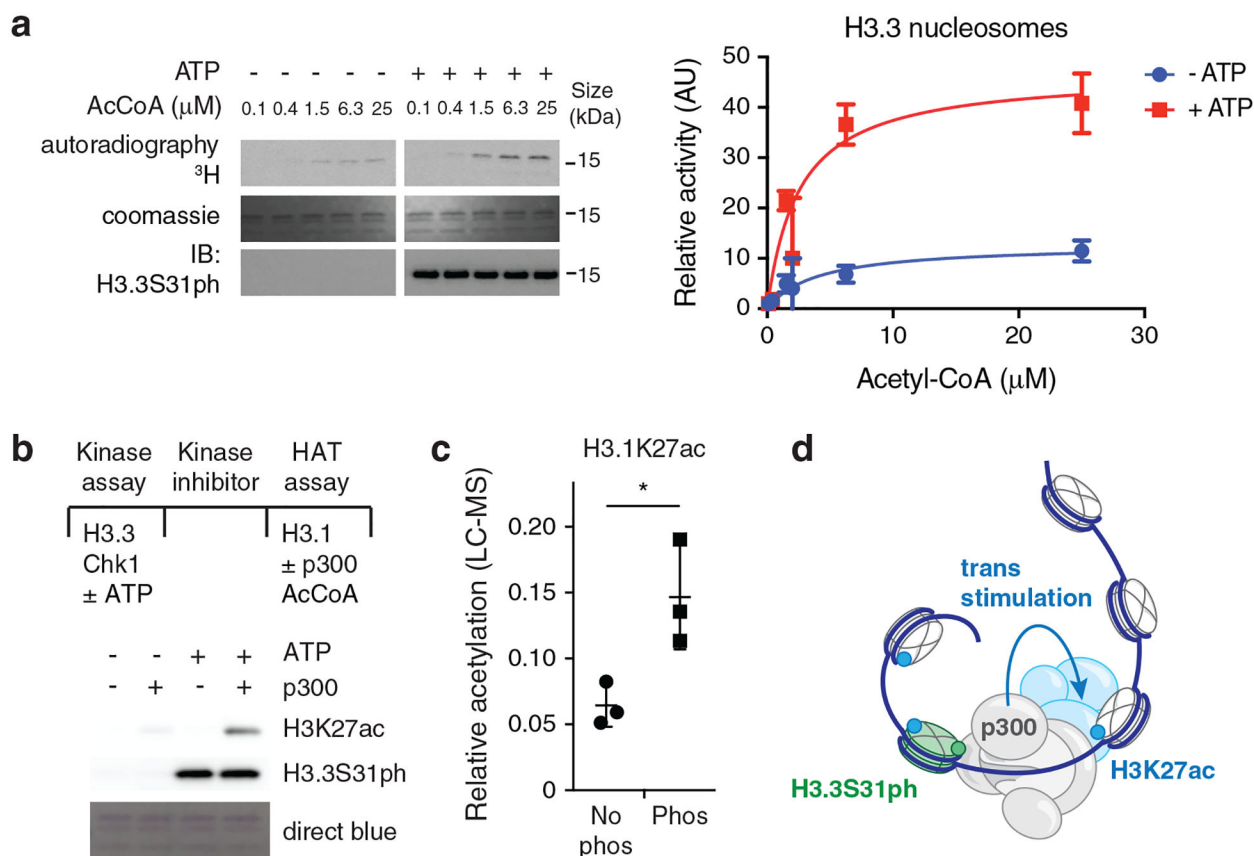 a
ATP - - - - - + + + + +
AcCoA (μM) 0.1 0.4 1.5 6.3 25 0.1 0.4 1.5 6.3 25
Size
(kDa)
autoradiography
³H
-15
coomassie
-15
IB:
H3.3S31ph
-15
H3.3 nucleosomes
Relative activity (AU)
50
40
30
20
10
0
0 10 20 30
Acetyl-CoA (μM)
- ATP
+ ATP
b
Kinase
assay
Kinase
inhibitor
HAT
assay
H3.3
Chk1
± ATP
H3.1
± p300
AcCoA
- - + + ATP
- + - + p300
H3K27ac
H3.3S31ph
direct blue
c
H3.1K27ac
*
Relative acetylation (LC-MS)
0.20
0.15
0.10
0.05
0
No
phos
Phos
d
trans
stimulation
p300
H3.3S31ph
H3K27ac